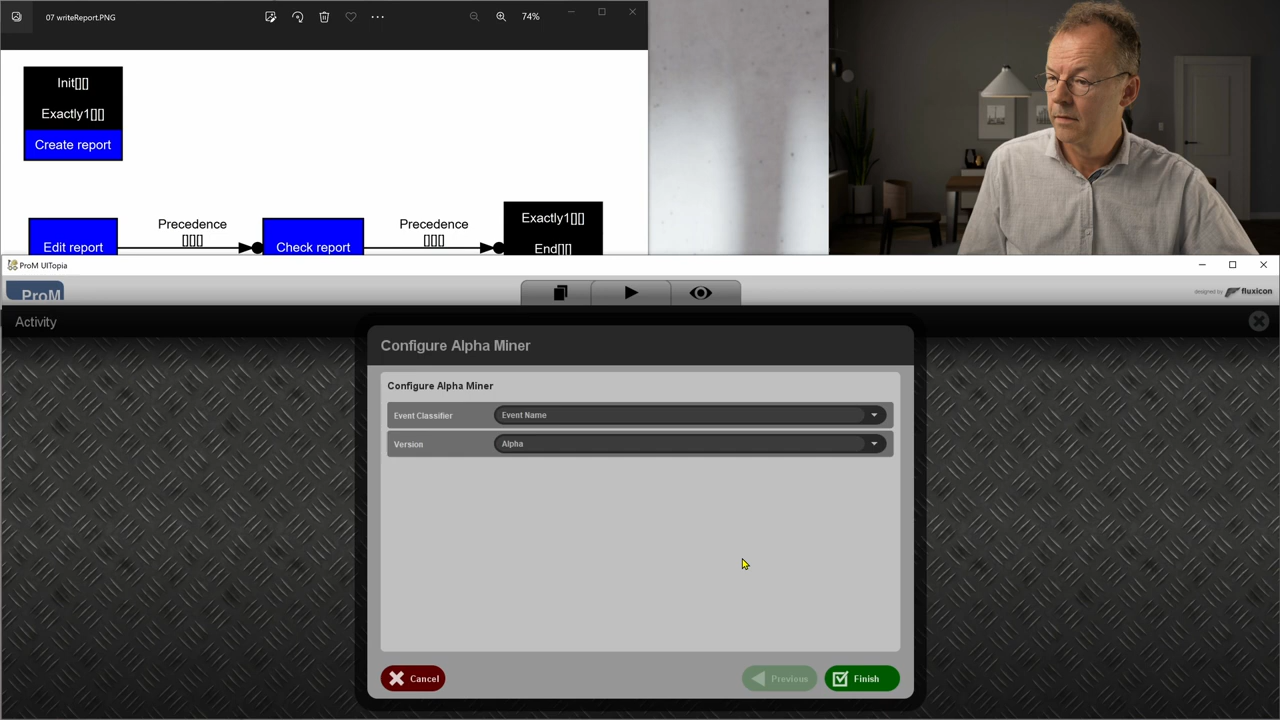 07 writeReport.PNG
74%
Init[][]
Exactly1[][]
Create report
Edit report
Precedence
[][][]
Check report
Precedence
[][][]
Exactly1[][]
End[][]
ProM UITopia
ProM
designed by fluxicon
Activity
Configure Alpha Miner
Configure Alpha Miner
Event Classifier Event Name
Version Alpha
Cancel Previous Finish